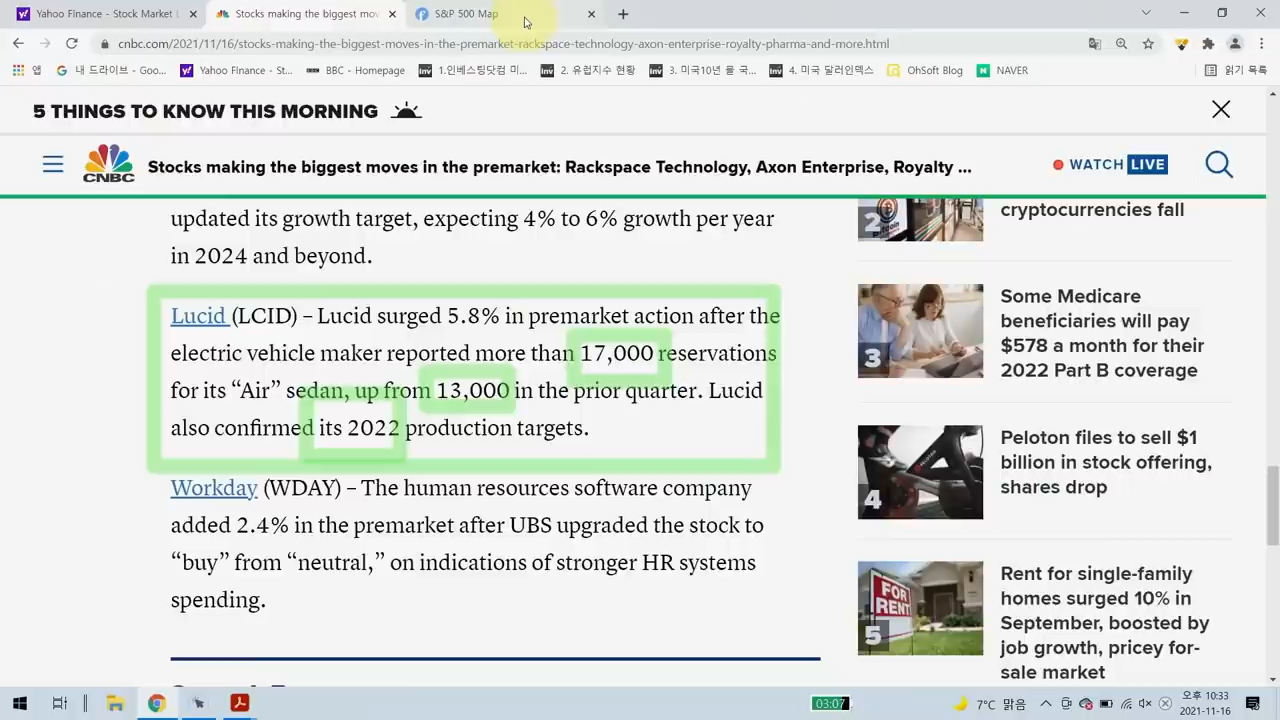 Yahoo Finance - Stock Market L
Stocks making the biggest mov
S&P 500 Map
cnbc.com/2021/11/16/stocks-making-the-biggest-moves-in-the-premarket-rackspace-technology-axon-enterprise-royalty-pharma-and-more.html
앱
내 드라이브 - Goo...
Yahoo Finance - St...
BBC - Homepage
1.인베스팅닷컴 미...
2. 유럽지수 현황
3. 미국10년 물 국...
4. 미국 달러인덱스
OhSoft Blog
NAVER
읽기 목록
5 THINGS TO KNOW THIS MORNING
CNBC
Stocks making the biggest moves in the premarket: Rackspace Technology, Axon Enterprise, Royalty ...
WATCH LIVE
updated its growth target, expecting 4% to 6% growth per year
in 2024 and beyond.
Lucid (LCID) – Lucid surged 5.8% in premarket action after the
electric vehicle maker reported more than 17,000 reservations
for its “Air” sedan, up from 13,000 in the prior quarter. Lucid
also confirmed its 2022 production targets.
Workday (WDAY) – The human resources software company
added 2.4% in the premarket after UBS upgraded the stock to
“buy” from “neutral,” on indications of stronger HR systems
spending.
2
cryptocurrencies fall
3
Some Medicare
beneficiaries will pay
$578 a month for their
2022 Part B coverage
4
Peloton files to sell $1
billion in stock offering,
shares drop
FOR
RENT
5
Rent for single-family
homes surged 10% in
September, boosted by
job growth, pricey for-
sale market
03:07
7°C 맑음
오후 10:33
2021-11-16